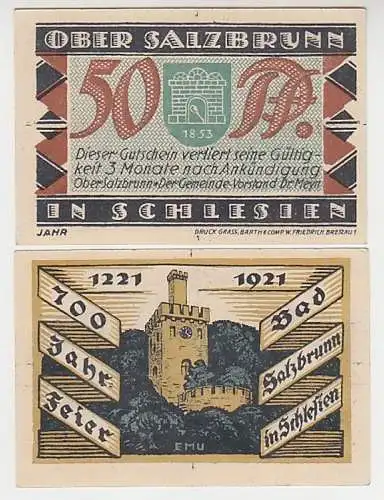 OBER SALZBRUNN
50 Pf.
1853
Dieser Gutschein verliert seine Gültig-
keit 3 Monate nach Ankündigung
Ober Salzbrunn • Der Gemeinde-Vorstand Dr. Meyn
IN SCHLESIEN
JAHR DRUCK GRASS, BARTH & COMP. W. FRIEDRICH BRESLAU 1
1221 1921
700
Jahr
Feier
Bad
Salzbrunn
in Schlesien
EMU